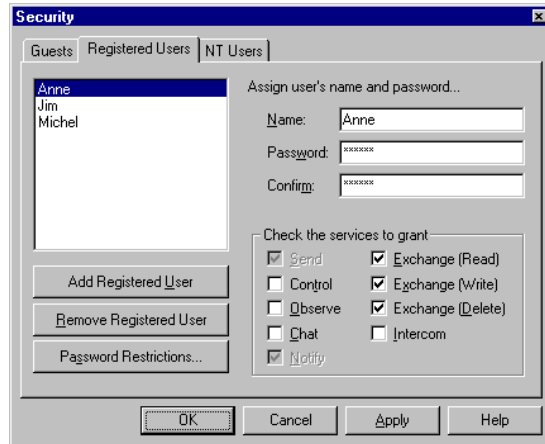 Security
Guests Registered Users NT Users
Anne
Jim
Michel
Assign user's name and password...
Name: Anne
Password: ******
Confirm: ******
Add Registered User
Remove Registered User
Password Restrictions...
Check the services to grant
Send Exchange (Read)
Control Exchange (Write)
Observe Exchange (Delete)
Chat Intercom
Notify
OK Cancel Apply Help